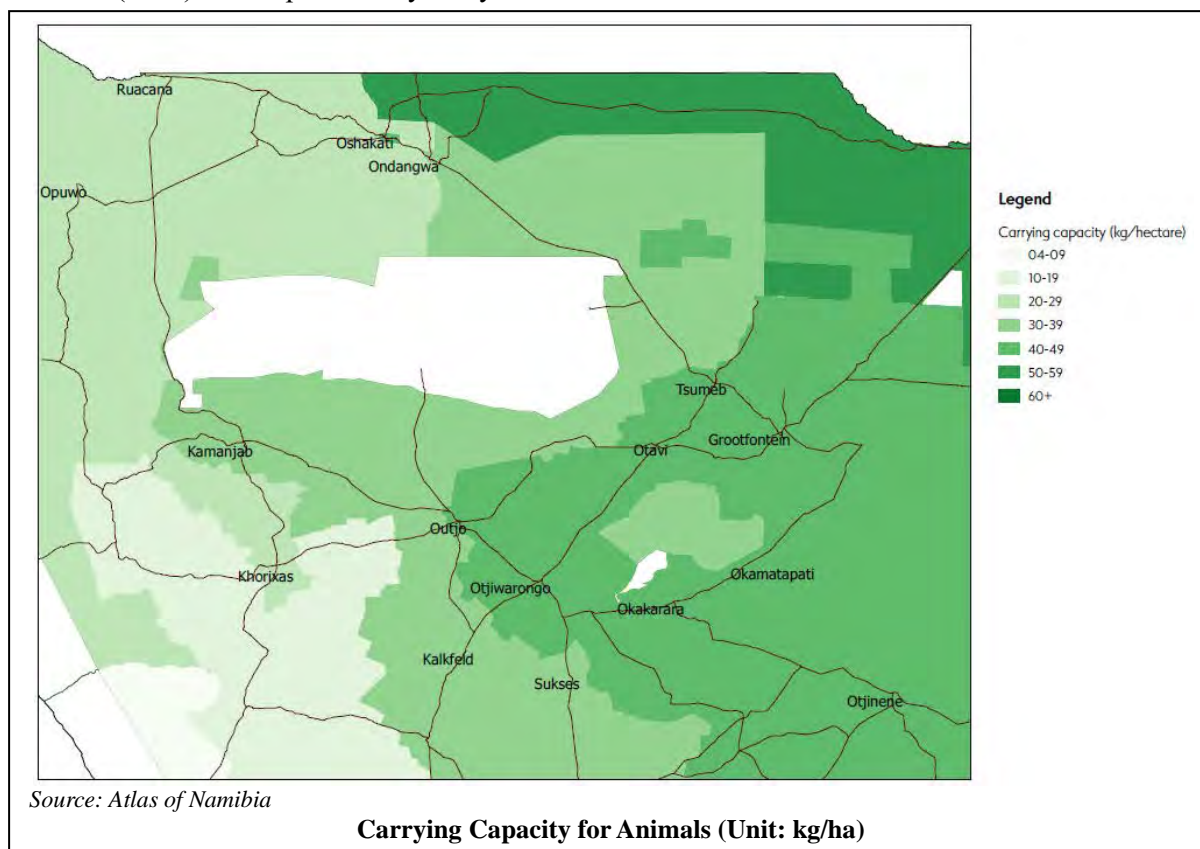 Ruacana
Oshakati
Ondangwa
Opuwo
Tsumeb
Kamanjab
Grootfontein
Otavi
Outjo
Khorixas
Otjiwarongo
Okamatapati
Okakarara
Kalkfeld
Sukses
Otjinene
Legend
Carrying capacity (kg/hectare)
04-09
10-19
20-29
30-39
40-49
50-59
60+
Source: Atlas of Namibia
Carrying Capacity for Animals (Unit: kg/ha)